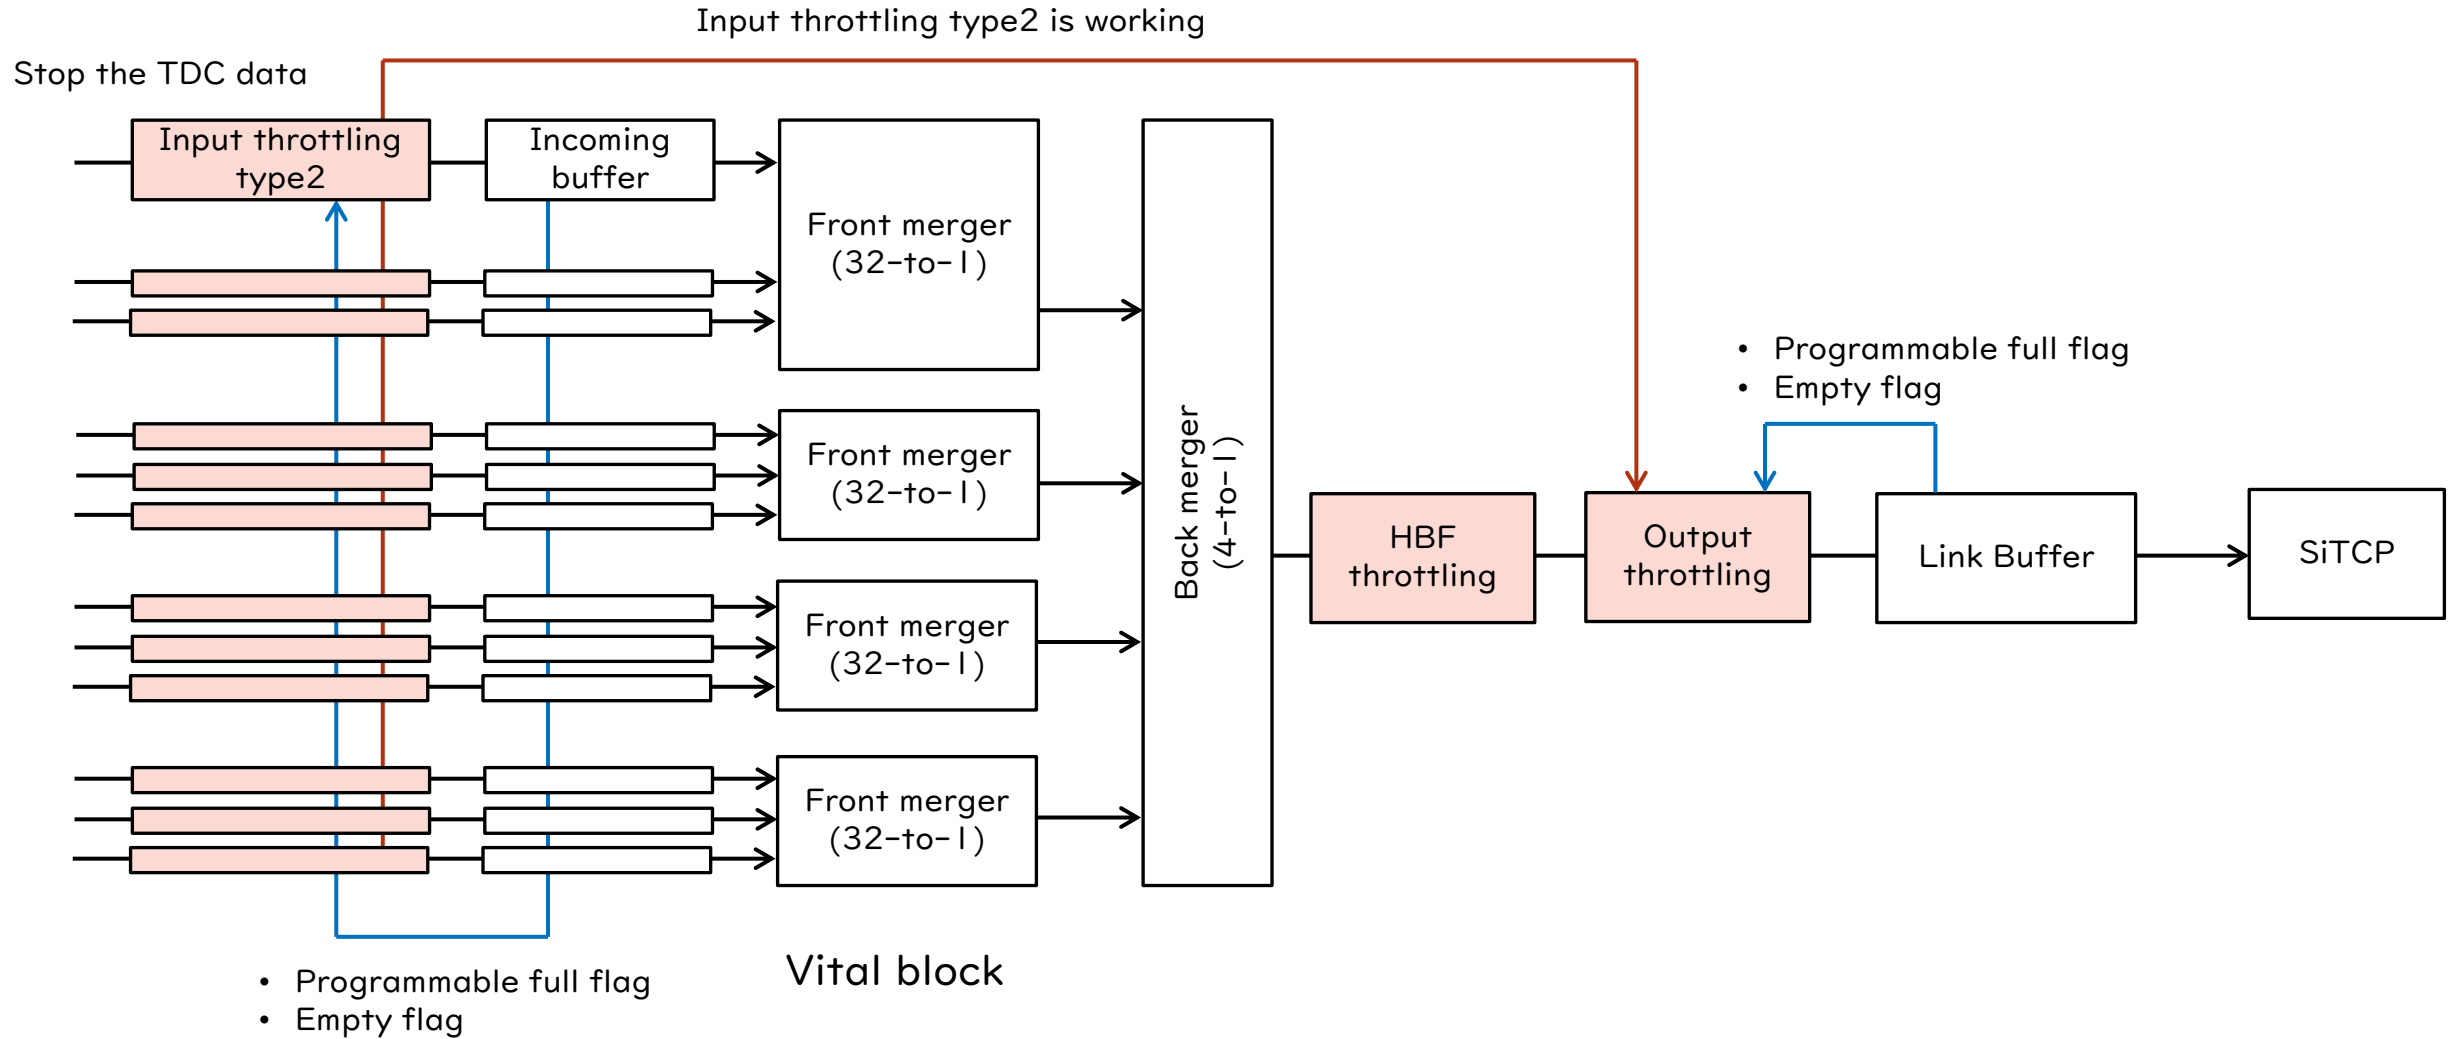 Input throttling type2 is working
Stop the TDC data
Input throttling
type2
Incoming
buffer
Front merger
(32-to-1)
Front merger
(32-to-1)
Front merger
(32-to-1)
Front merger
(32-to-1)
Back merger
(4-to-1)
HBF
throttling
• Programmable full flag
• Empty flag
Output
throttling
Link Buffer
SiTCP
• Programmable full flag
• Empty flag
Vital block